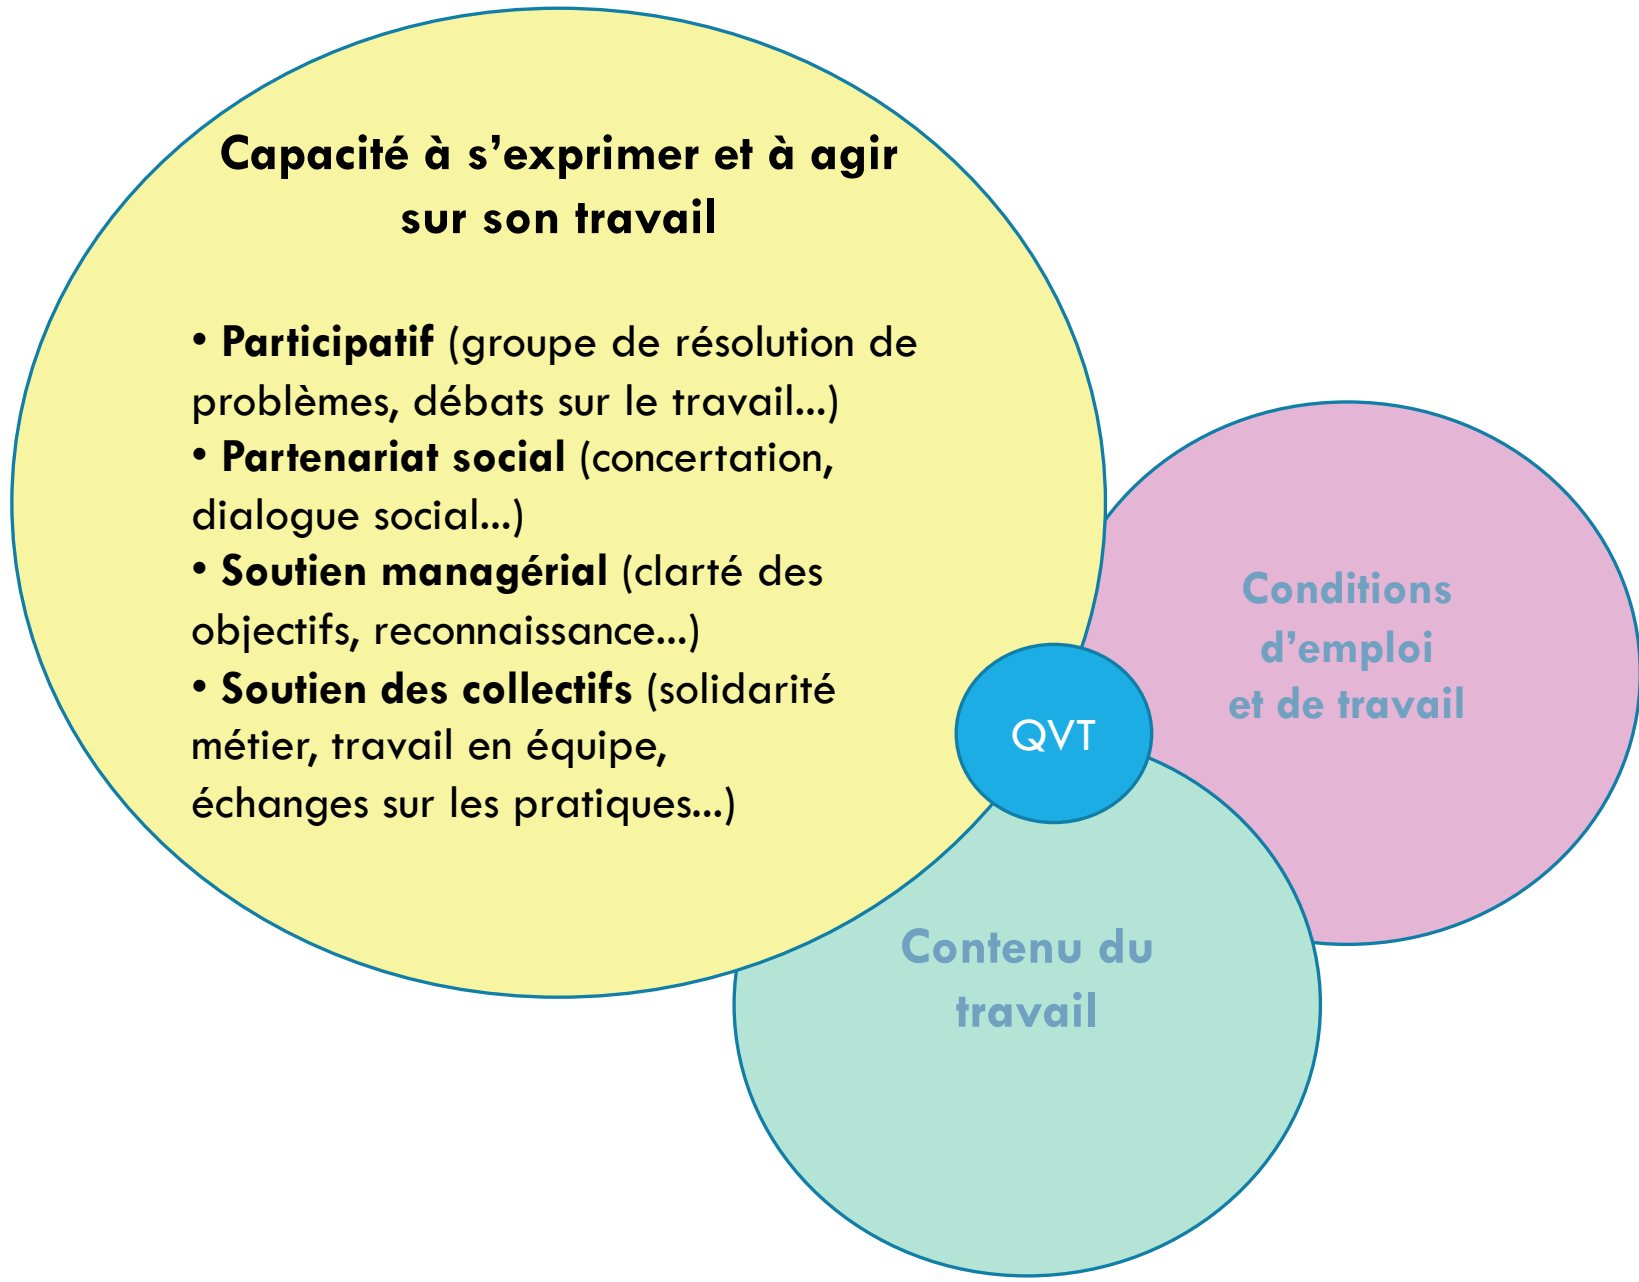 Capacité à s’exprimer et à agir
sur son travail
• Participatif (groupe de résolution de
problèmes, débats sur le travail...)
• Partenariat social (concertation,
dialogue social...)
• Soutien managérial (clarté des
objectifs, reconnaissance...)
• Soutien des collectifs (solidarité
métier, travail en équipe,
échanges sur les pratiques...)
Conditions
d’emploi
et de travail
QVT
Contenu du
travail